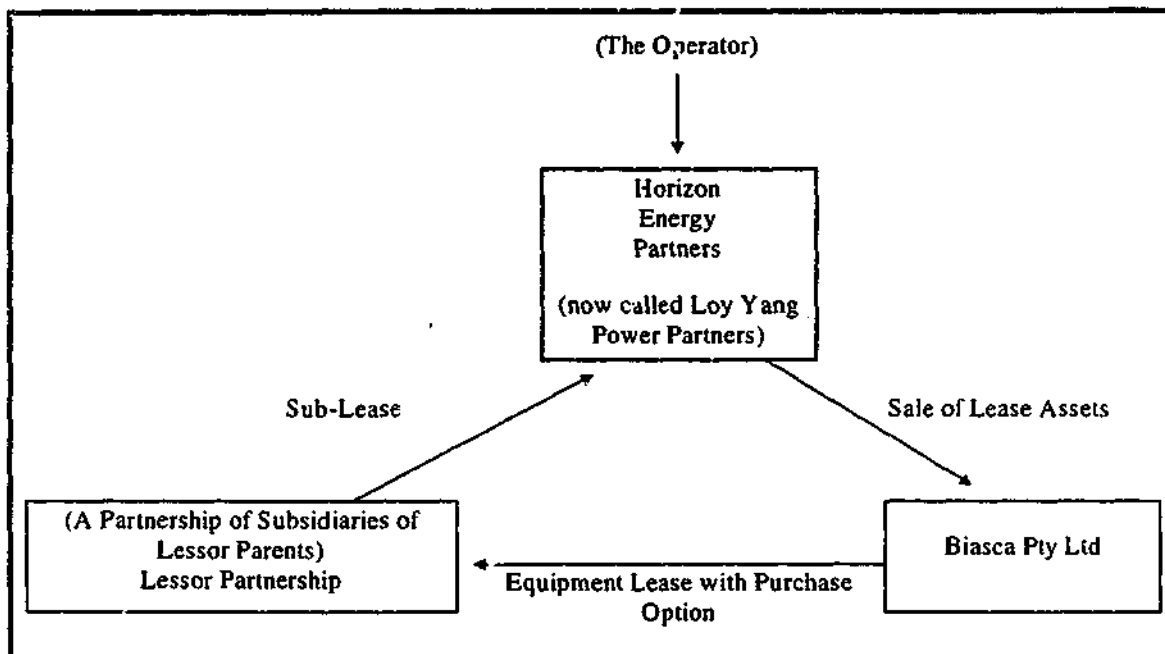 (The Operator)
Horizon
Energy
Partners
(now called Loy Yang
Power Partners)
Sub-Lease
Sale of Lease Assets
(A Partnership of Subsidiaries of
Lessor Parents)
Lessor Partnership
Biasca Pty Ltd
Equipment Lease with Purchase
Option